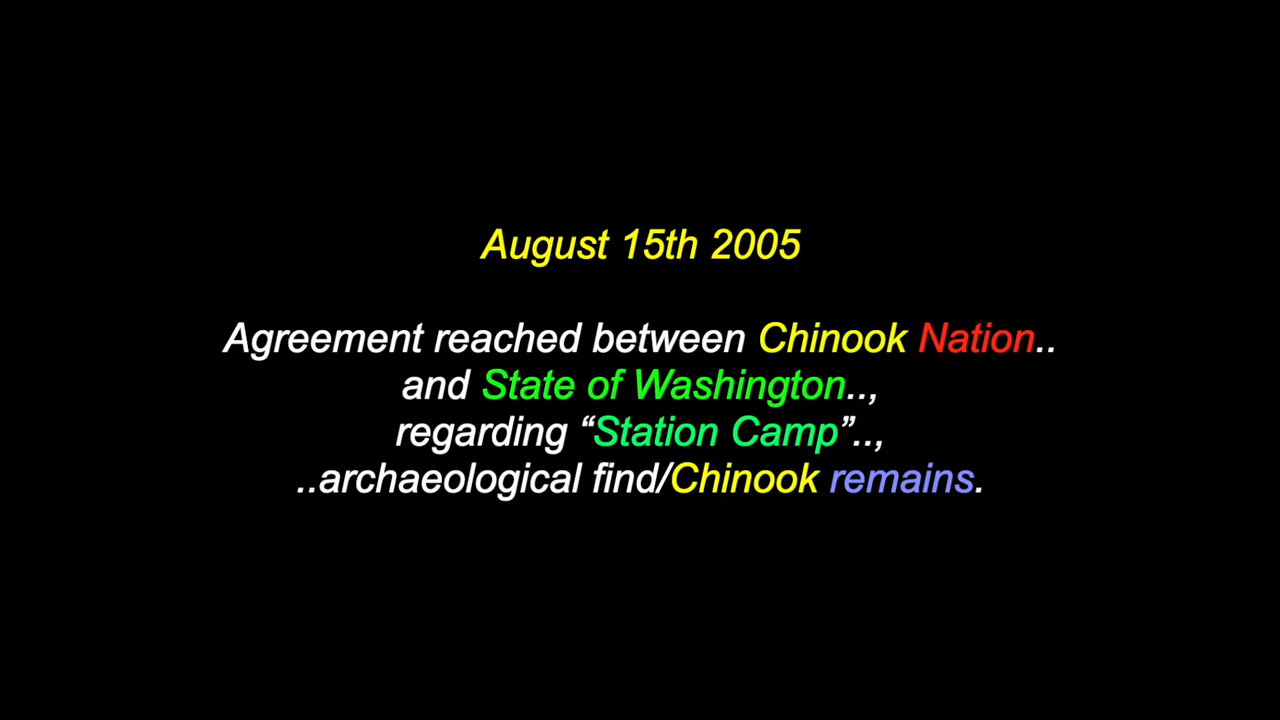 August 15th 2005
Agreement reached between Chinook Nation..
and State of Washington..,
regarding “Station Camp”..,
..archaeological find/Chinook remains.